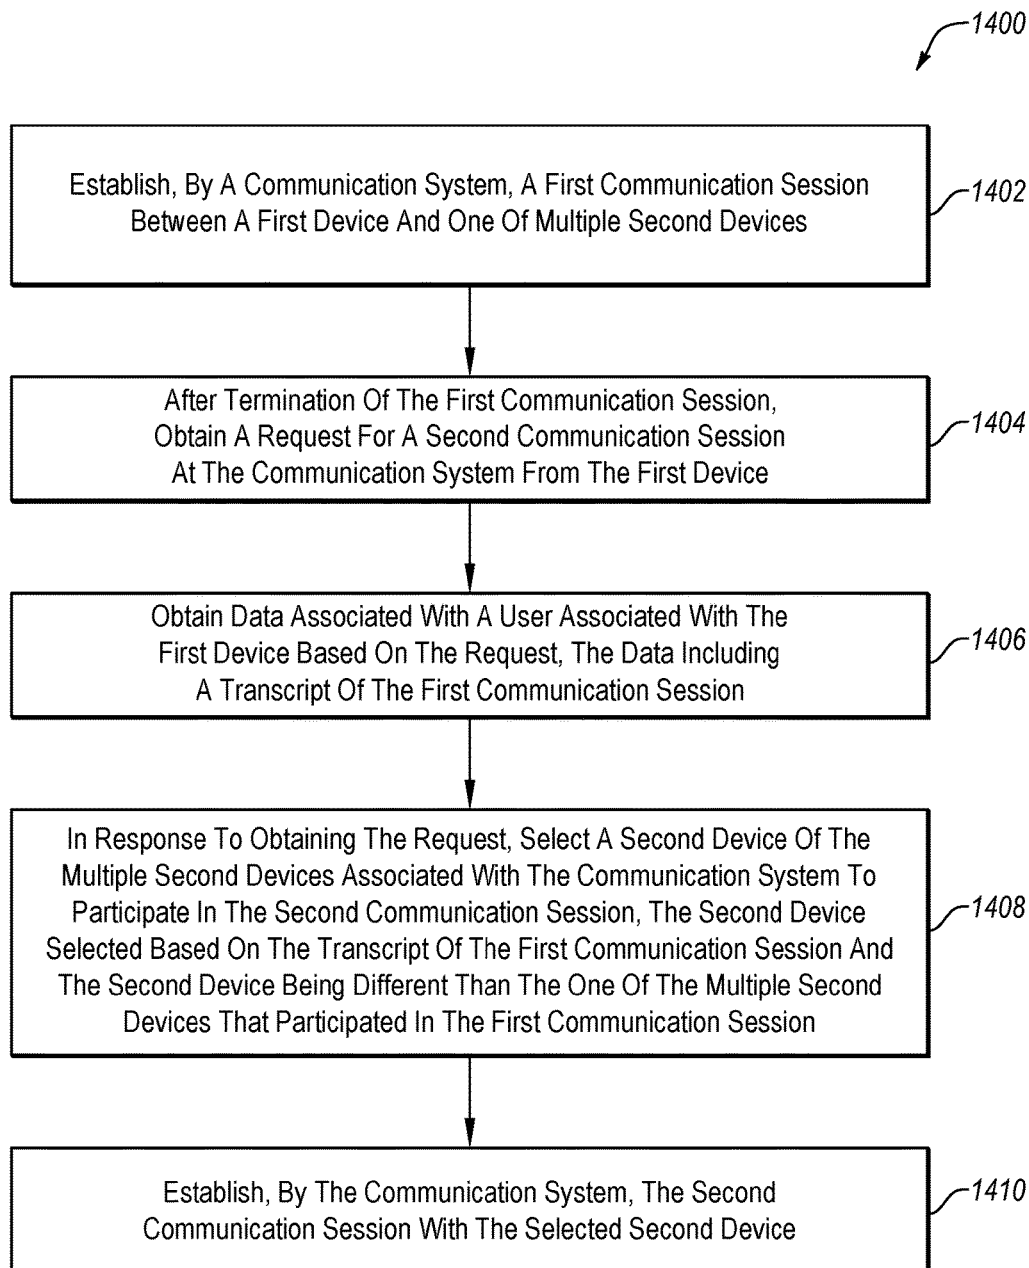 1400
Establish, By A Communication System, A First Communication Session
Between A First Device And One Of Multiple Second Devices
1402
After Termination Of The First Communication Session,
Obtain A Request For A Second Communication Session
At The Communication System From The First Device
1404
Obtain Data Associated With A User Associated With The
First Device Based On The Request, The Data Including
A Transcript Of The First Communication Session
1406
In Response To Obtaining The Request, Select A Second Device Of The
Multiple Second Devices Associated With The Communication System To
Participate In The Second Communication Session, The Second Device
Selected Based On The Transcript Of The First Communication Session And
The Second Device Being Different Than The One Of The Multiple Second
Devices That Participated In The First Communication Session
1408
Establish, By The Communication System, The Second
Communication Session With The Selected Second Device
1410